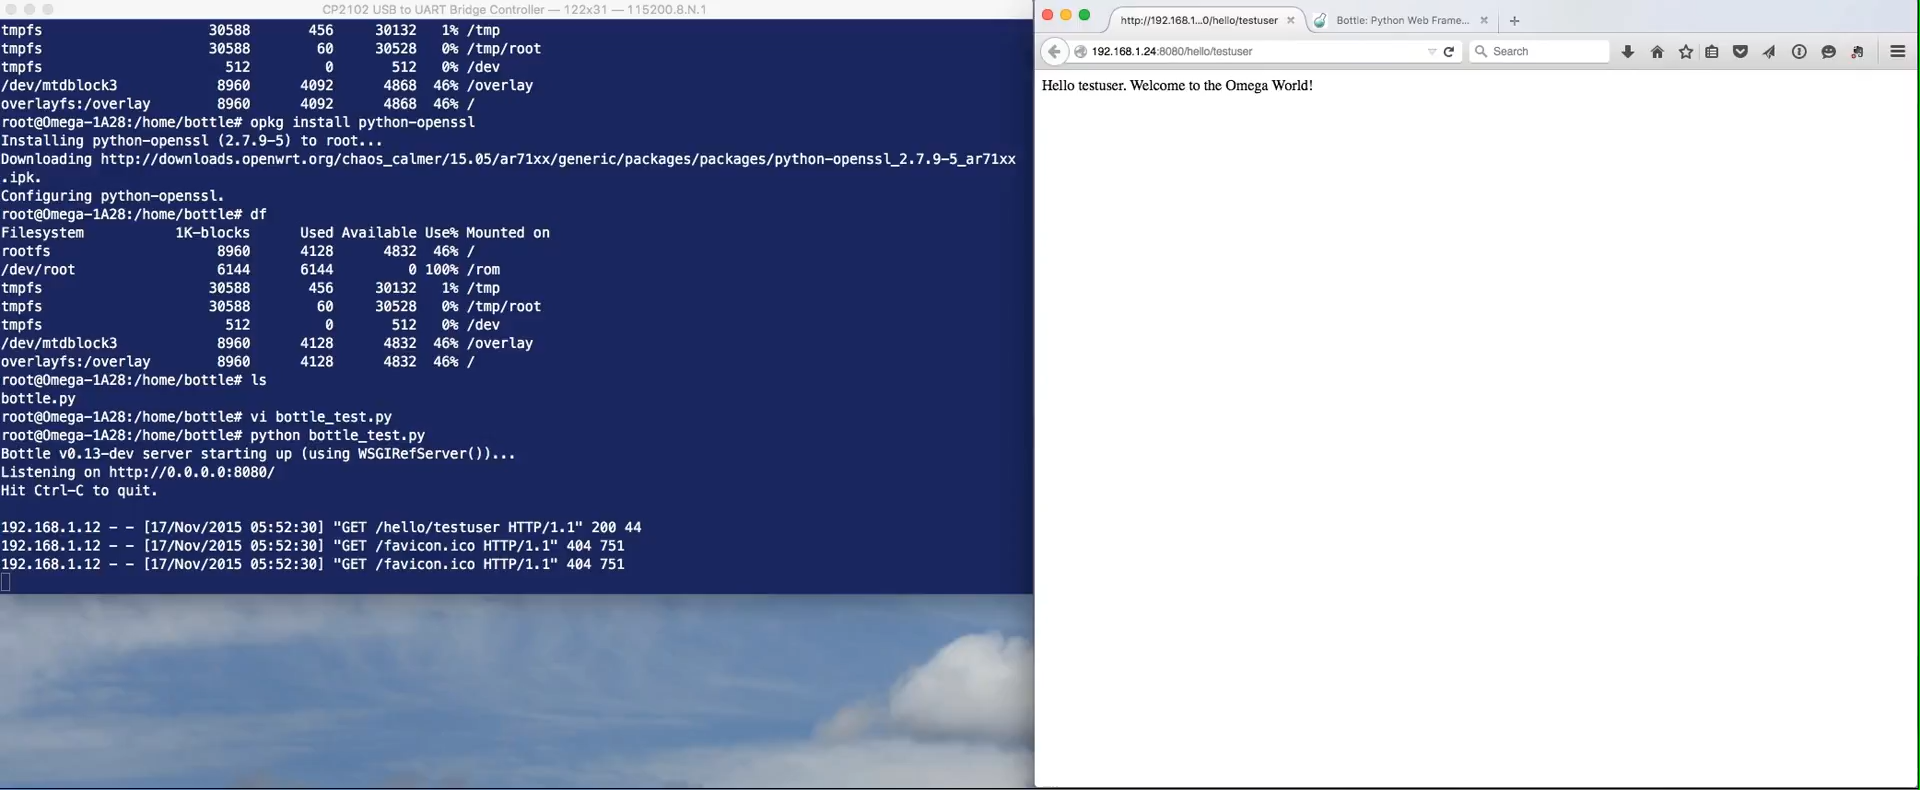 CP2102 USB to UART Bridge Controller — 122x31 — 115200.8.N.1
tmpfs 30588 456 30132 1% /tmp
tmpfs 30588 60 30528 0% /tmp/root
tmpfs 512 0 512 0% /dev
/dev/mtdblock3 8960 4092 4868 46% /overlay
overlayfs:/overlay 8960 4092 4868 46% /
root@Omega-1A28:/home/bottle# opkg install python-openssl
Installing python-openssl (2.7.9-5) to root...
Downloading http://downloads.openwrt.org/chaos_calmer/15.05/ar71xx/generic/packages/packages/python-openssl_2.7.9-5_ar71xx
.ipk.
Configuring python-openssl.
root@Omega-1A28:/home/bottle# df
Filesystem 1K-blocks Used Available Use% Mounted on
rootfs 8960 4128 4832 46% /
/dev/root 6144 6144 0 100% /rom
tmpfs 30588 456 30132 1% /tmp
tmpfs 30588 60 30528 0% /tmp/root
tmpfs 512 0 512 0% /dev
/dev/mtdblock3 8960 4128 4832 46% /overlay
overlayfs:/overlay 8960 4128 4832 46% /
root@Omega-1A28:/home/bottle# ls
bottle.py
root@Omega-1A28:/home/bottle# vi bottle_test.py
root@Omega-1A28:/home/bottle# python bottle_test.py
Bottle v0.13-dev server starting up (using WSGIRefServer())...
Listening on http://0.0.0.0:8080/
Hit Ctrl-C to quit.
192.168.1.12 - - [17/Nov/2015 05:52:30] "GET /hello/testuser HTTP/1.1" 200 44
192.168.1.12 - - [17/Nov/2015 05:52:30] "GET /favicon.ico HTTP/1.1" 404 751
192.168.1.12 - - [17/Nov/2015 05:52:30] "GET /favicon.ico HTTP/1.1" 404 751
http://192.168.1...0/hello/testuser
Bottle: Python Web Frame...
192.168.1.24:8080/hello/testuser
Search
Hello testuser. Welcome to the Omega World!